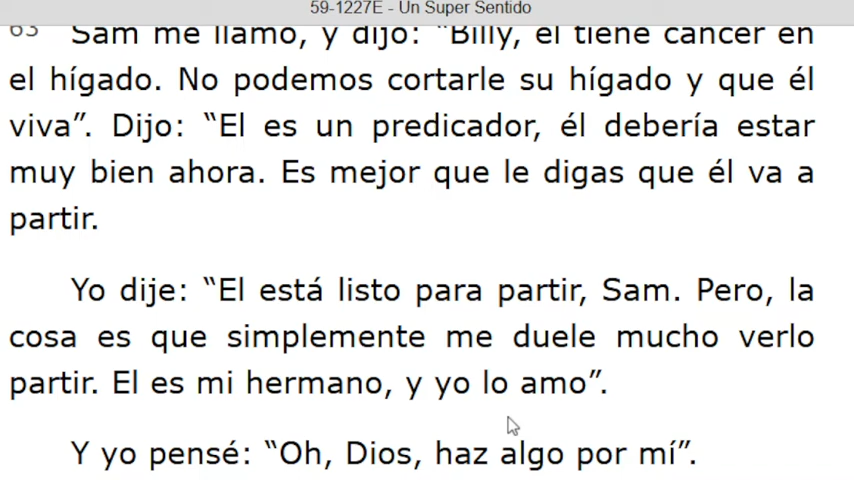 59-1227E - Un Super Sentido
63 Sam me llamó, y dijo: “Billy, él tiene cáncer en
el hígado. No podemos cortarle su hígado y que él
viva”. Dijo: “El es un predicador, él debería estar
muy bien ahora. Es mejor que le digas que él va a
partir.
Yo dije: “El está listo para partir, Sam. Pero, la
cosa es que simplemente me duele mucho verlo
partir. El es mi hermano, y yo lo amo”.
Y yo pensé: “Oh, Dios, haz algo por mí”.